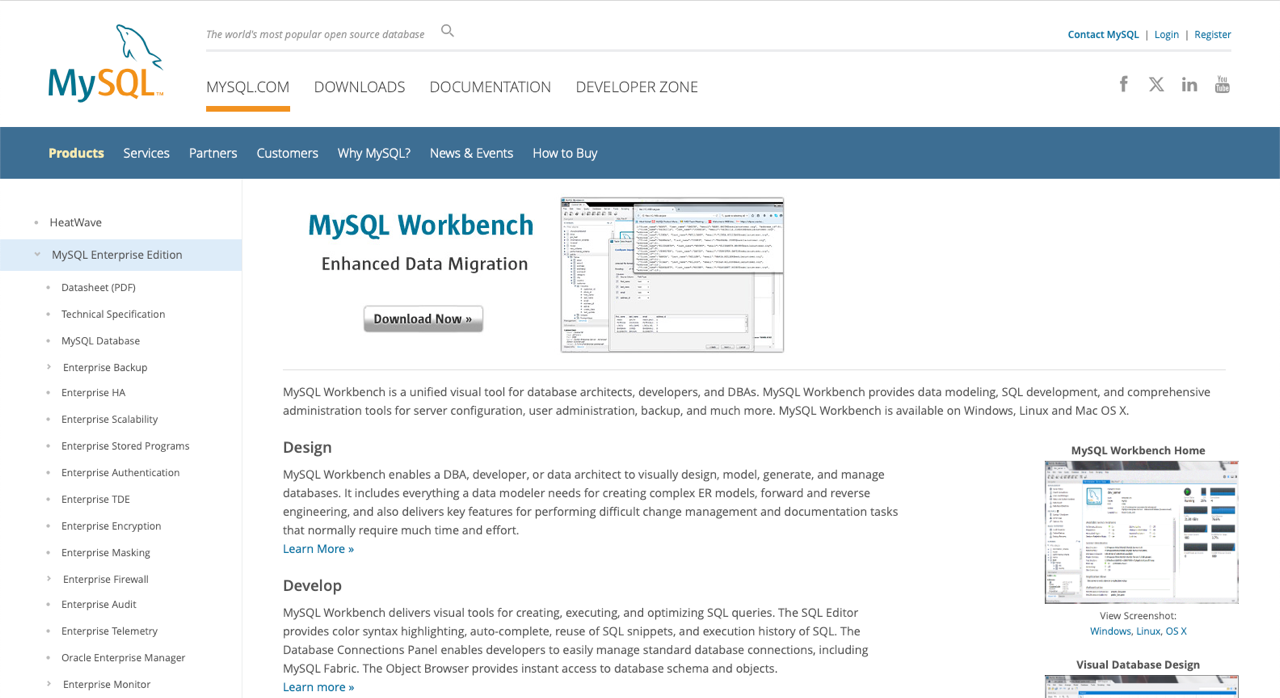 The world's most popular open source database
Contact MySQL | Login | Register
MySQL™
MYSQL.COM DOWNLOADS DOCUMENTATION DEVELOPER ZONE
Products Services Partners Customers Why MySQL? News & Events How to Buy
HeatWave
MySQL Enterprise Edition
Datasheet (PDF)
Technical Specification
MySQL Database
Enterprise Backup
Enterprise HA
Enterprise Scalability
Enterprise Stored Programs
Enterprise Authentication
Enterprise TDE
Enterprise Encryption
Enterprise Masking
Enterprise Firewall
Enterprise Audit
Enterprise Telemetry
Oracle Enterprise Manager
Enterprise Monitor
MySQL Workbench
Enhanced Data Migration
Download Now »
MySQL Workbench is a unified visual tool for database architects, developers, and DBAs. MySQL Workbench provides data modeling, SQL development, and comprehensive
administration tools for server configuration, user administration, backup, and much more. MySQL Workbench is available on Windows, Linux and Mac OS X.
Design
MySQL Workbench enables a DBA, developer, or data architect to visually design, model, generate, and manage
databases. It includes everything a data modeler needs for creating complex ER models, forward and reverse
engineering, and also delivers key features for performing difficult change management and documentation tasks
that normally require much time and effort.
Learn More »
Develop
MySQL Workbench delivers visual tools for creating, executing, and optimizing SQL queries. The SQL Editor
provides color syntax highlighting, auto-complete, reuse of SQL snippets, and execution history of SQL. The
Database Connections Panel enables developers to easily manage standard database connections, including
MySQL Fabric. The Object Browser provides instant access to database schema and objects.
Learn more »
MySQL Workbench Home
View Screenshot:
Windows, Linux, OS X
Visual Database Design